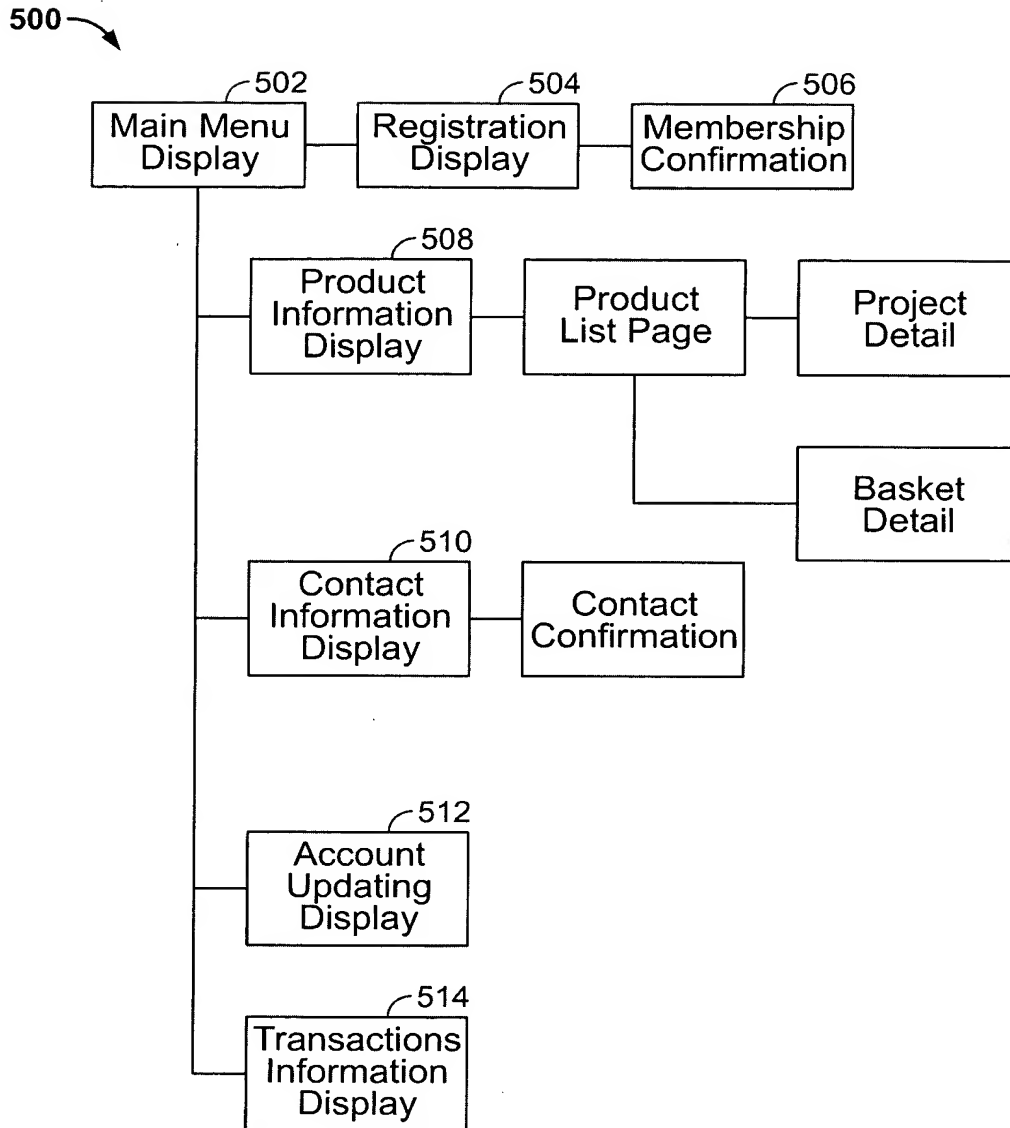 500
502
504
506
Main Menu
Display
Registration
Display
Membership
Confirmation
508
Product
Information
Display
Product
List Page
Project
Detail
Basket
Detail
510
Contact
Information
Display
Contact
Confirmation
512
Account
Updating
Display
514
Transactions
Information
Display